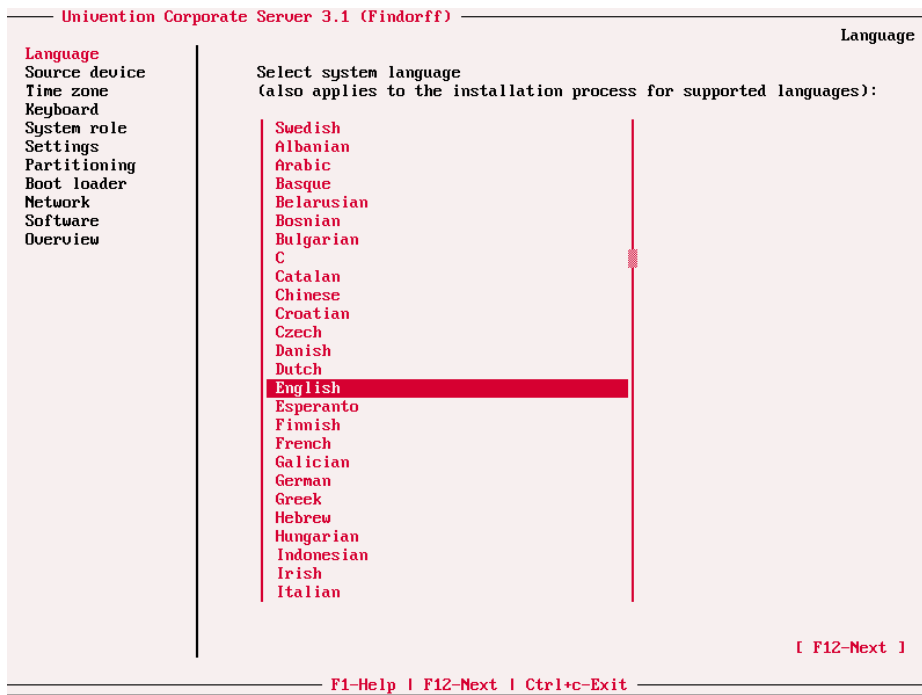 Univention Corporate Server 3.1 (Findorff)
Language
Language
Source device
Time zone
Keyboard
System role
Settings
Partitioning
Boot loader
Network
Software
Overview
Select system language
(also applies to the installation process for supported languages):
Swedish
Albanian
Arabic
Basque
Belarusian
Bosnian
Bulgarian
C
Catalan
Chinese
Croatian
Czech
Danish
Dutch
English
Esperanto
Finnish
French
Galician
German
Greek
Hebrew
Hungarian
Indonesian
Irish
Italian
[ F12-Next ]
F1-Help | F12-Next | Ctrl+c-Exit